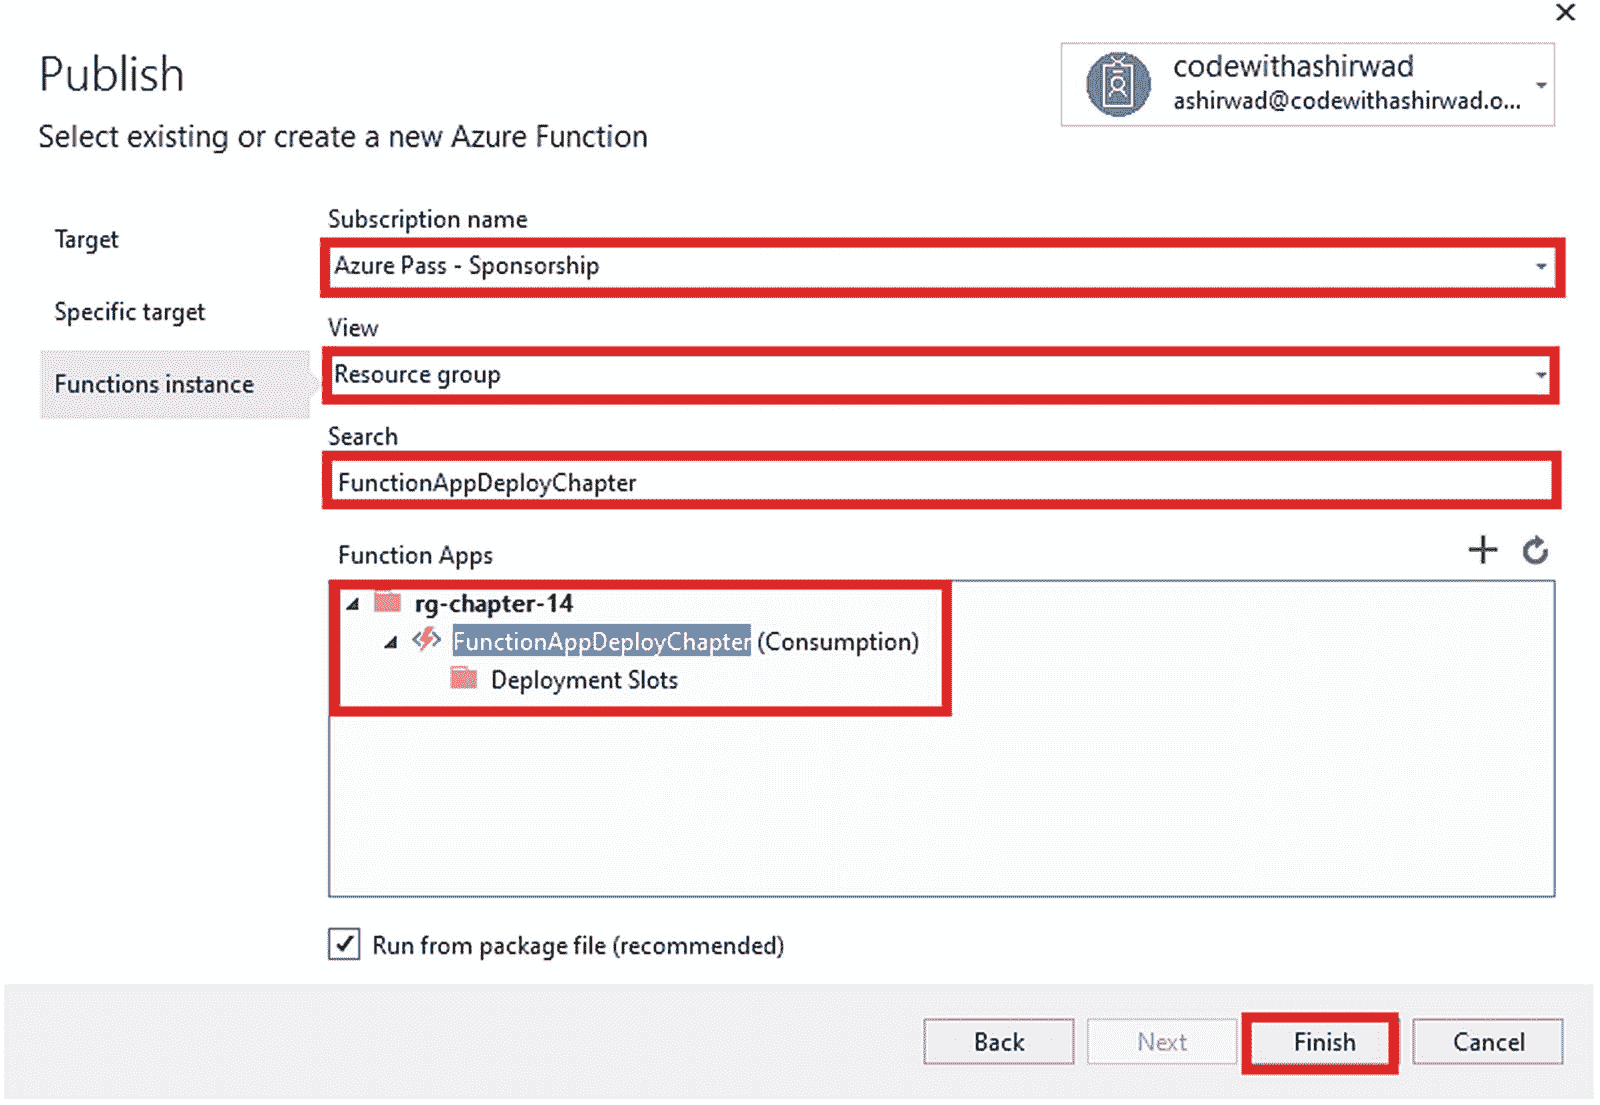 Publish
codewithashirwad
ashirwad@codewithashirwad.o...
Select existing or create a new Azure Function
Target
Specific target
Functions instance
Subscription name
Azure Pass - Sponsorship
View
Resource group
Search
FunctionAppDeployChapter
Function Apps
rg-chapter-14
FunctionAppDeployChapter (Consumption)
Deployment Slots
Run from package file (recommended)
Back
Next
Finish
Cancel